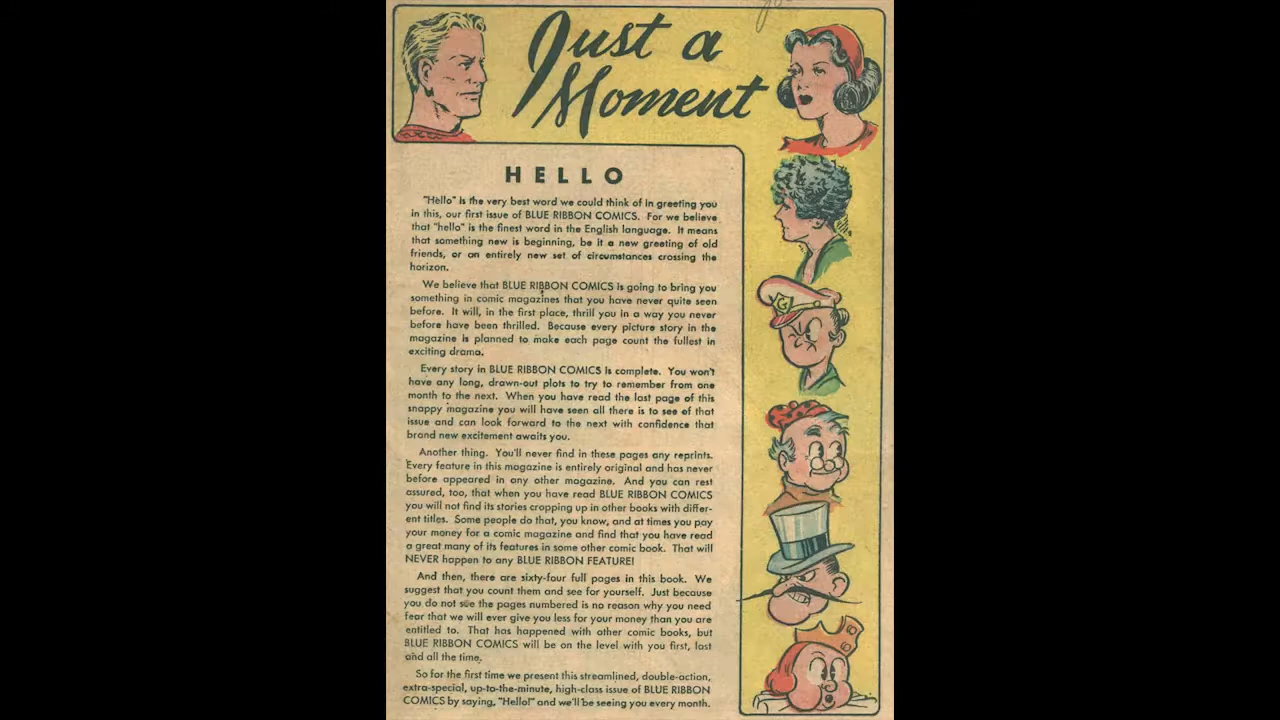 Just a
Moment
HELLO
"Hello" is the very best word we could think of in greeting you
in this, our first issue of BLUE RIBBON COMICS. For we believe
that "hello" is the finest word in the English language. It means
that something new is beginning, be it a new greeting of old
friends, or an entirely new set of circumstances crossing the
horizon.
We believe that BLUE RIBBON COMICS is going to bring you
something in comic magazines that you have never quite seen
before. It will, in the first place, thrill you in a way you never
before have been thrilled. Because every picture story in the
magazine is planned to make each page count the fullest in
exciting drama.
Every story in BLUE RIBBON COMICS is complete. You won't
have any long, drawn-out plots to try to remember from one
month to the next. When you have read the last page of this
snappy magazine you will have seen all there is to see of that
issue and can look forward to the next with confidence that
brand new excitement awaits you.
Another thing. You'll never find in these pages any reprints.
Every feature in this magazine is entirely original and has never
before appeared in any other magazine. And you can rest
assured, too, that when you have read BLUE RIBBON COMICS
you will not find its stories cropping up in other books with differ-
ent titles. Some people do that, you know, and at times you pay
your money for a comic magazine and find that you have read
a great many of its features in some other comic book. That will
NEVER happen to any BLUE RIBBON FEATURE!
And then, there are sixty-four full pages in this book. We
suggest that you count them and see for yourself. Just because
you do not see the pages numbered is no reason why you need
fear that we will ever give you less for your money than you are
entitled to. That has happened with other comic books, but
BLUE RIBBON COMICS will be on the level with you first, last
and all the time.
So for the first time we present this streamlined, double-action,
extra-special, up-to-the-minute, high-class issue of BLUE RIBBON
COMICS by saying, "Hello!" and we'll be seeing you every month.
G